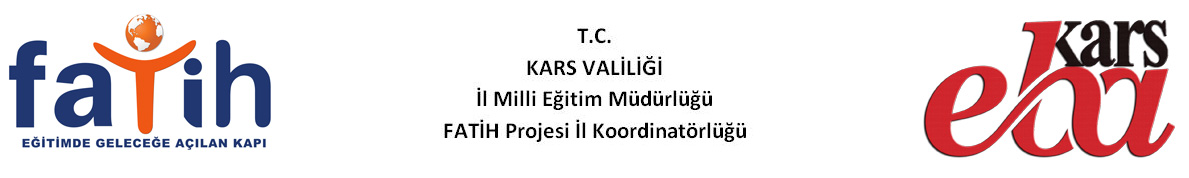 fatih
EĞİTİMDE GELECEĞE AÇILAN KAPI
T.C.
KARS VALİLİĞİ
İl Milli Eğitim Müdürlüğü
FATİH Projesi İl Koordinatörlüğü
kars
eba